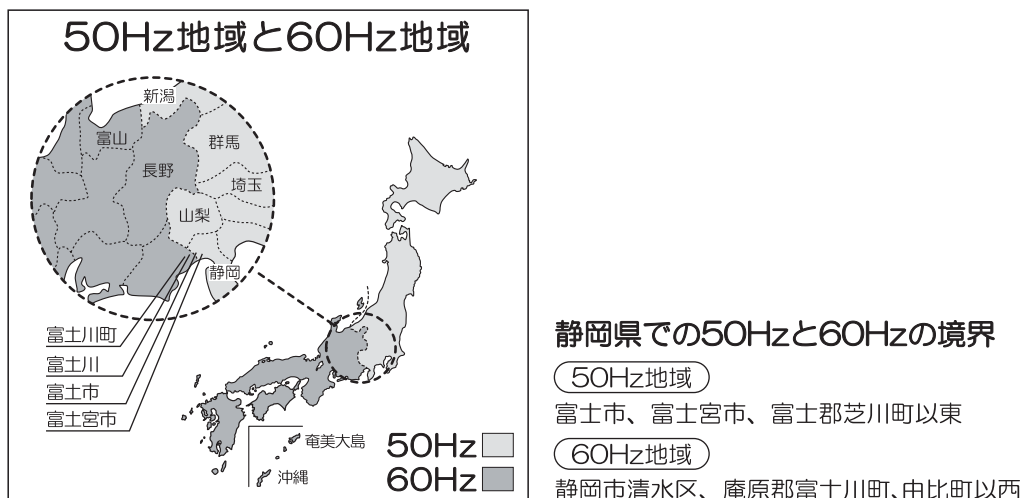 50Hz地域と60Hz地域
新潟
富山
群馬
長野
埼玉
山梨
静岡
富士川町
富士川
富士市
富士宮市
奄美大島
沖縄
50Hz
60Hz
静岡県での50Hzと60Hzの境界
50Hz地域
富士市、富士宮市、富士郡芝川町以東
60Hz地域
静岡市清水区、庵原郡富士川町、由比町以西